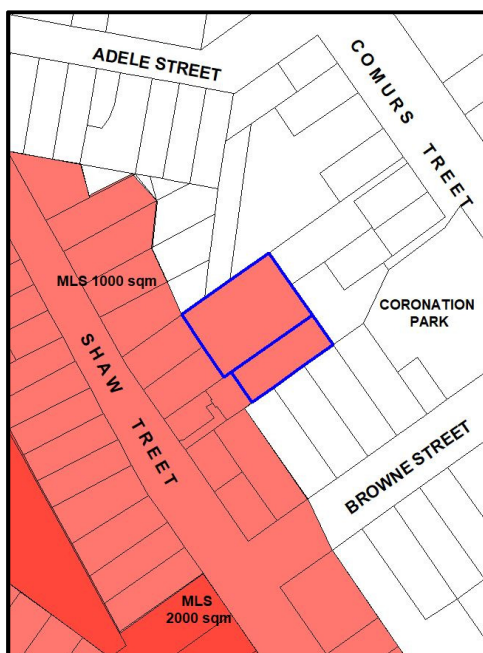 ADELE STREET
COMURS TREET
MLS 1000 sqm
SHAW TREET
CORONATION
PARK
BROWNE STREET
MLS
2000 sqm